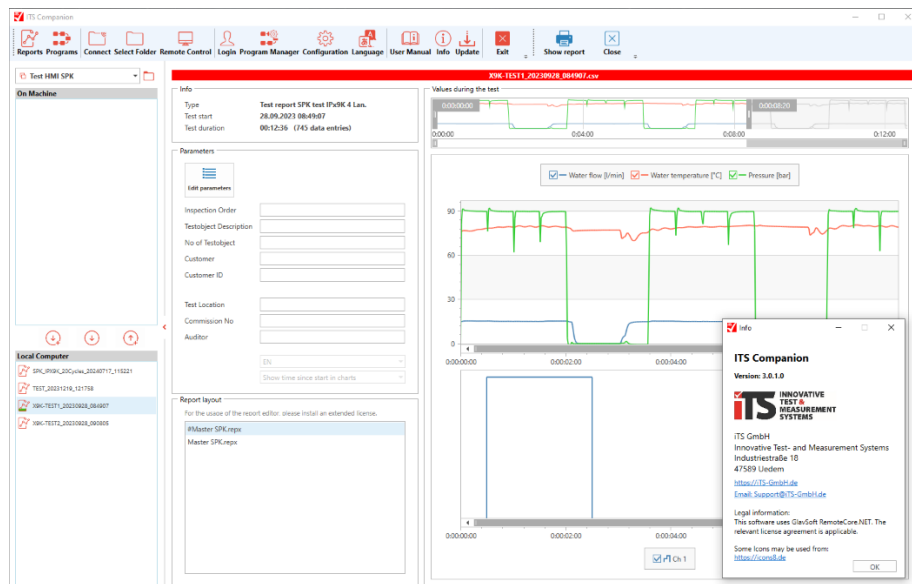 iTS Companion
Reports Programs Connect Select Folder Remote Control Login Program Manager Configuration Language User Manual Info Update Exit Show report Close
Test HMI SPK
On Machine
Local Computer
SPK_IPX9K_20Cycles_20240717_115221
TEST_20231219_121758
X9K-TEST1_20230928_084907
X9K-TEST2_20230928_090805
X9K-TEST1_20230928_084907.csv
Info
Type Test report SPK test IPx9K 4 Lan.
Test start 28.09.2023 08:49:07
Test duration 00:12:36 (745 data entries)
Parameters
Edit parameters
Inspection Order
Testobject Description
No of Testobject
Customer
Customer ID
Test Location
Commission No
Auditor
EN
Show time since start in charts
Report layout
For the usage of the report editor, please install an extended license.
#Master SPK.repx
Master SPK.repx
Values during the test
0:00:00:00 0:00:08:20
0:00:00 0:04:00 0:08:00 0:12:00
Water flow [l/min] Water temperature [°C] Pressure [bar]
90
60
30
0
0:00:00:00 0:00:02:00 0:00:04:00
0:00:00:00 0:00:02:00 0:00:04:00
Ch 1
Info
ITS Companion
Version: 3.0.1.0
iTS INNOVATIVE
TEST &
MEASUREMENT
SYSTEMS
iTS GmbH
Innovative Test- and Measurement Systems
Industriestraße 18
47589 Uedem
https://iTS-GmbH.de
Email: Support@iTS-GmbH.de
Legal information:
This software uses GlavSoft RemoteCore.NET. The
relevant license agreement is applicable.
Some Icons may be used from:
https://icons8.de
OK